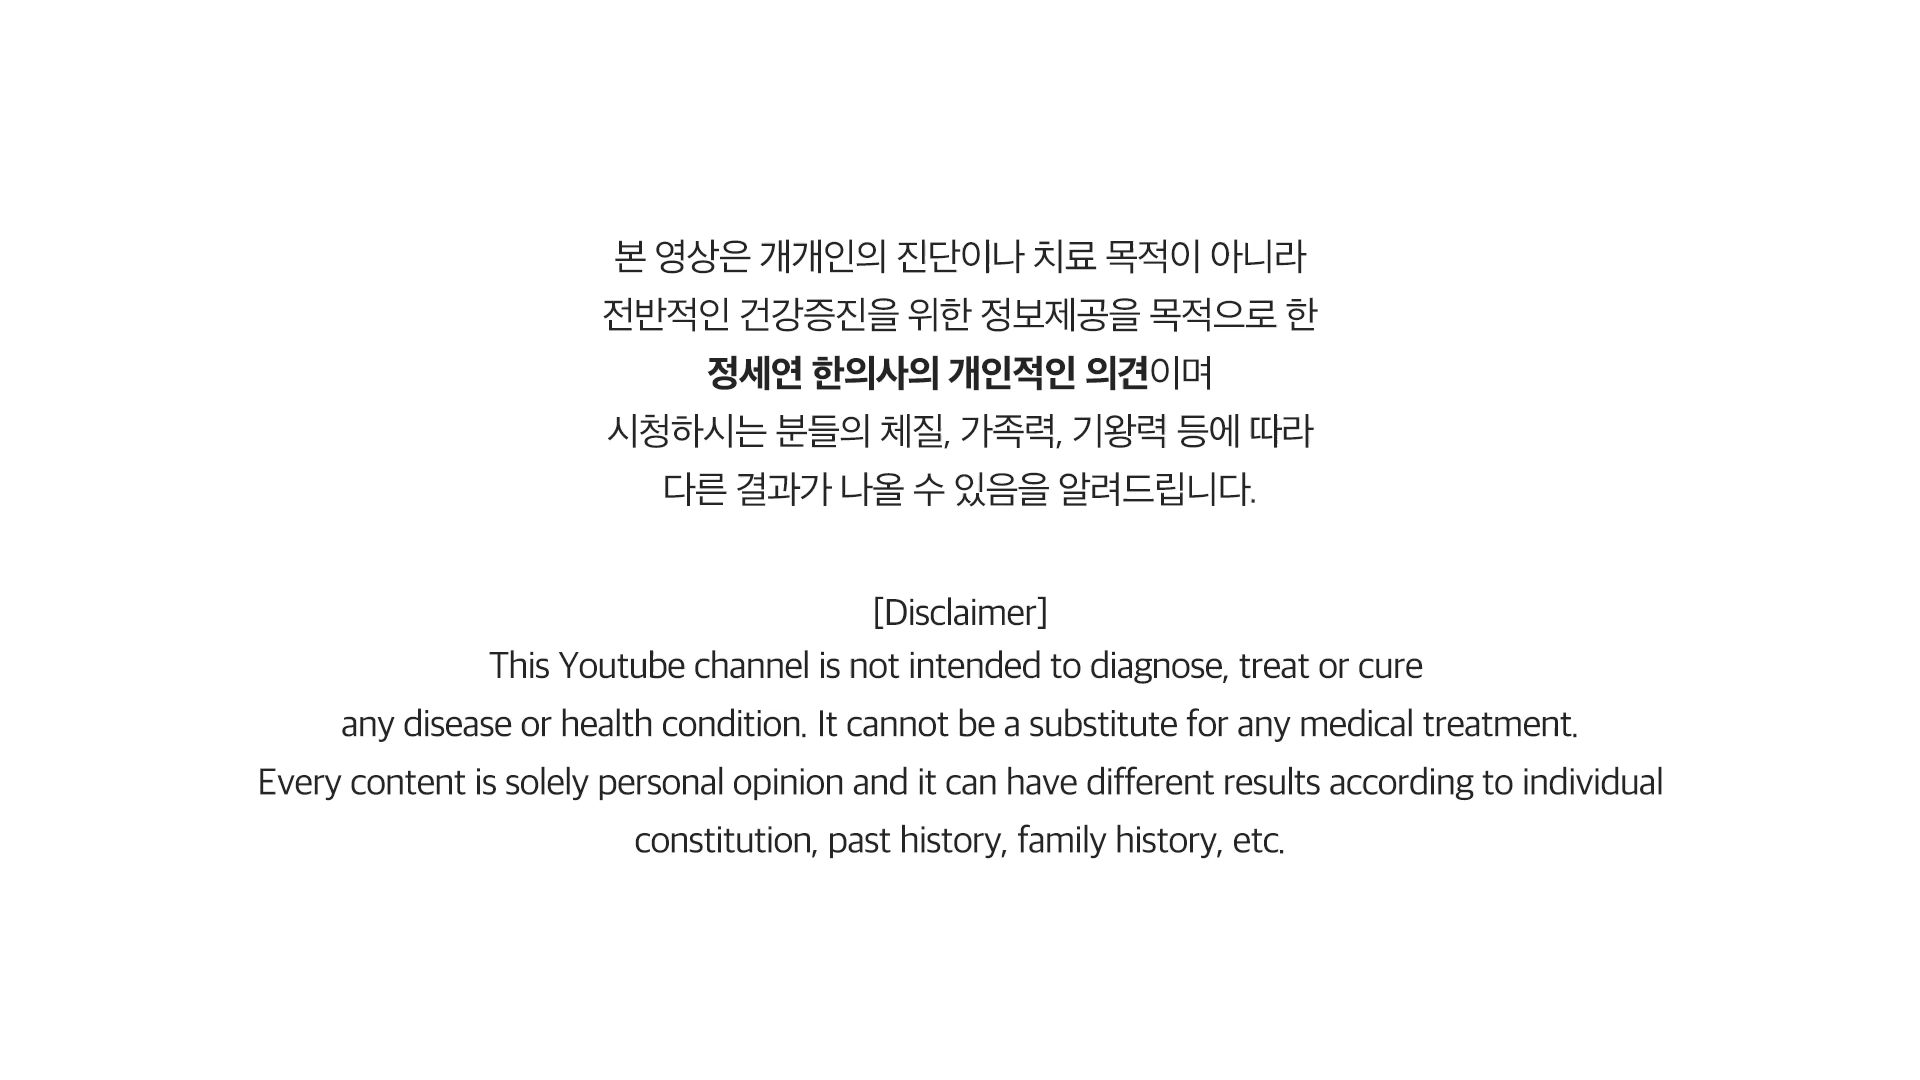 본 영상은 개개인의 진단이나 치료 목적이 아니라
전반적인 건강증진을 위한 정보제공을 목적으로 한
정세연 한의사의 개인적인 의견이며
시청하시는 분들의 체질, 가족력, 기왕력 등에 따라
다른 결과가 나올 수 있음을 알려드립니다.
[Disclaimer]
This Youtube channel is not intended to diagnose, treat or cure
any disease or health condition. It cannot be a substitute for any medical treatment.
Every content is solely personal opinion and it can have different results according to individual
constitution, past history, family history, etc.